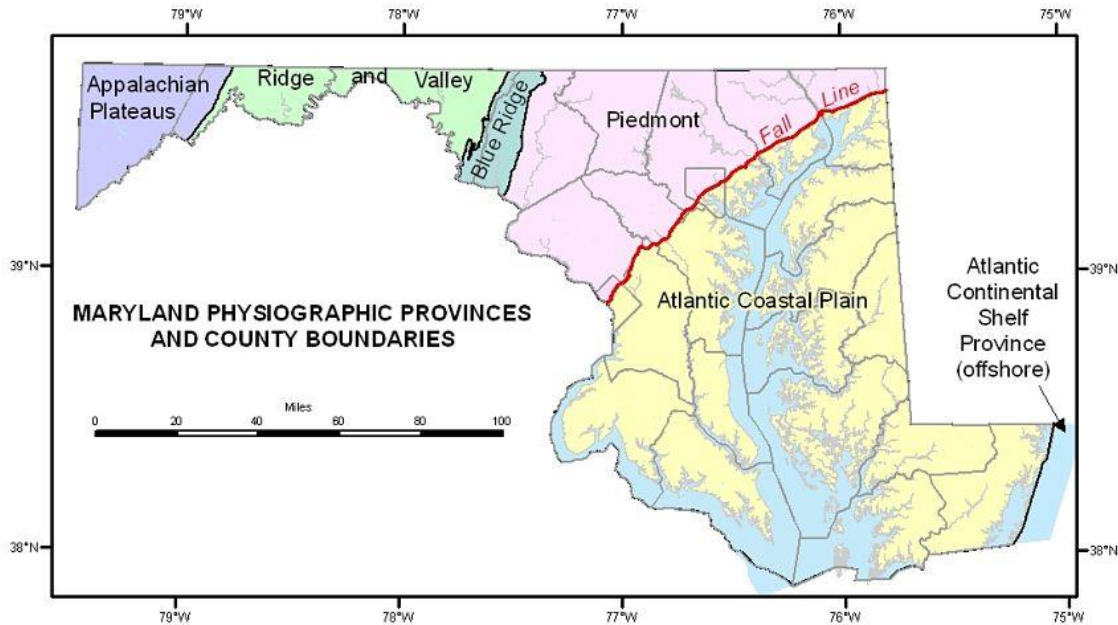 79°W 78°W 77°W 76°W 75°W
Appalachian
Plateaus
Ridge and Valley
Blue Ridge
Piedmont
Fall Line
39°N 39°N
MARYLAND PHYSIOGRAPHIC PROVINCES
AND COUNTY BOUNDARIES
Atlantic Coastal Plain
Atlantic
Continental
Shelf
Province
(offshore)
Miles
0 20 40 60 80 100
38°N 38°N
79°W 78°W 77°W 76°W 75°W